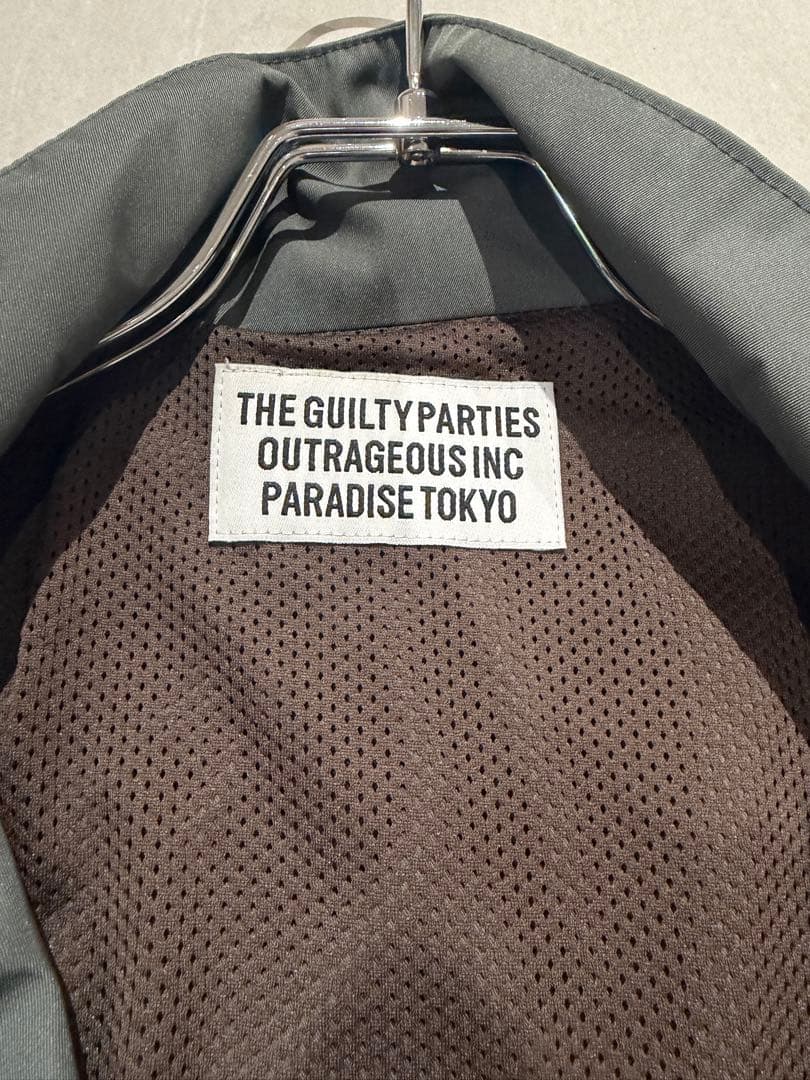 THE GUILTY PARTIES
OUTRAGEOUS INC
PARADISE TOKYO